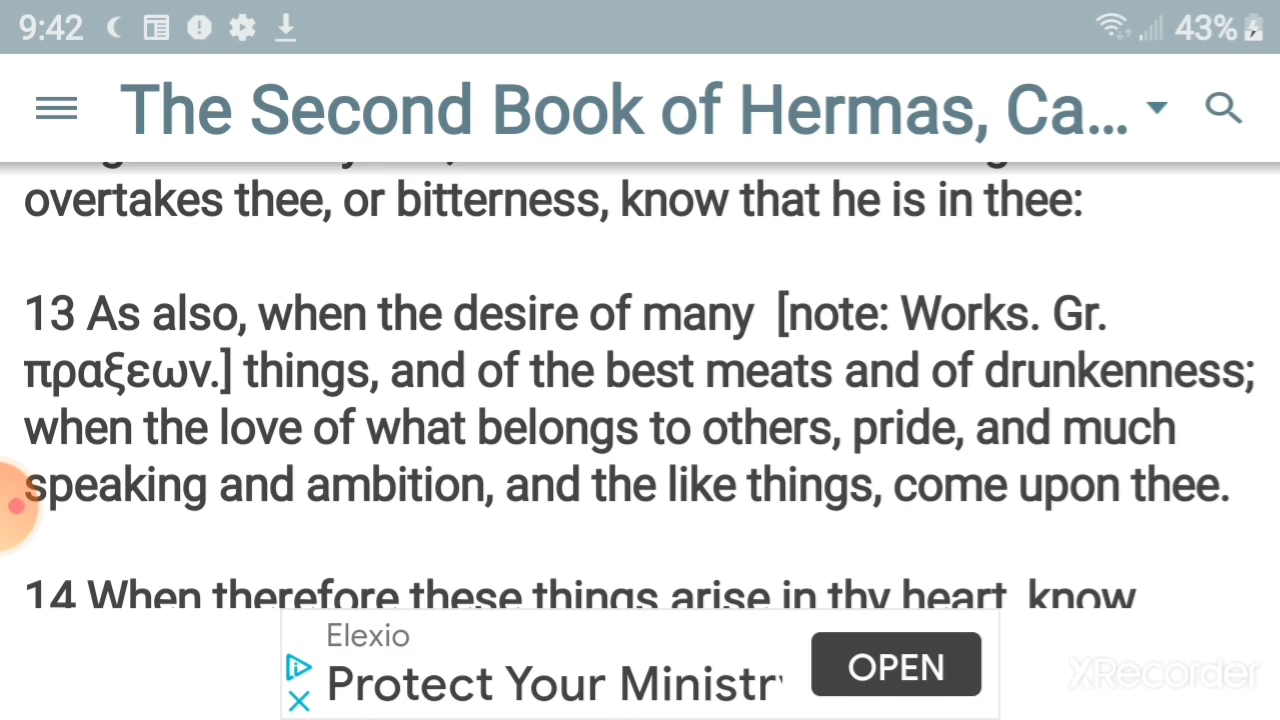 9:42
43%
The Second Book of Hermas, Ca...
overtakes thee, or bitterness, know that he is in thee:
13 As also, when the desire of many [note: Works. Gr.
πραξεων.] things, and of the best meats and of drunkenness;
when the love of what belongs to others, pride, and much
speaking and ambition, and the like things, come upon thee.
14 When therefore these things arise in thy heart know
Elexio
Protect Your Ministry
OPEN
XRecorder